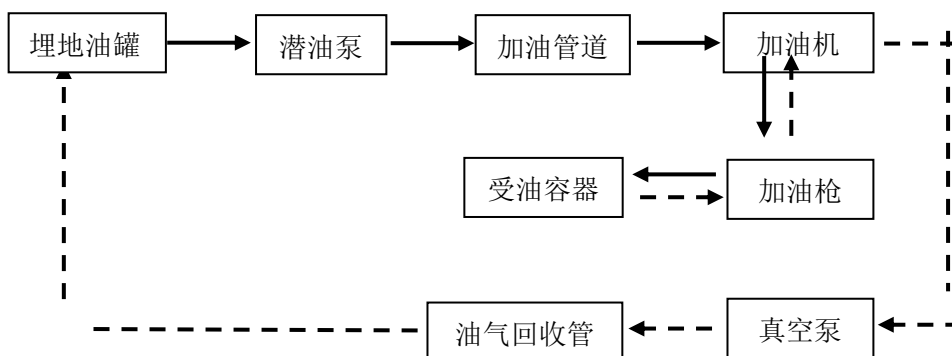 埋地油罐
潜油泵
加油管道
加油机
受油容器
加油枪
油气回收管
真空泵